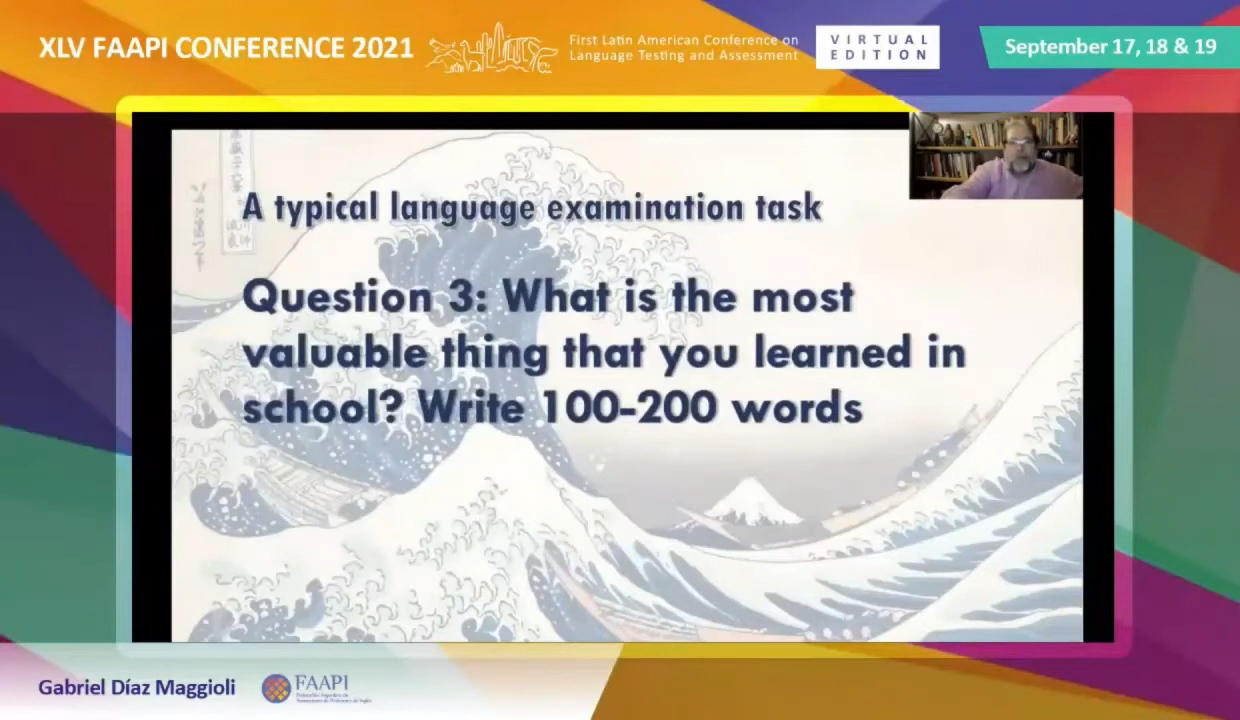 XLV FAAPI CONFERENCE 2021
First Latin American Conference on
Language Testing and Assessment
VIRTUAL
EDITION
September 17, 18 & 19
A typical language examination task
Question 3: What is the most
valuable thing that you learned in
school? Write 100-200 words
Gabriel Díaz Maggioli
FAAPI